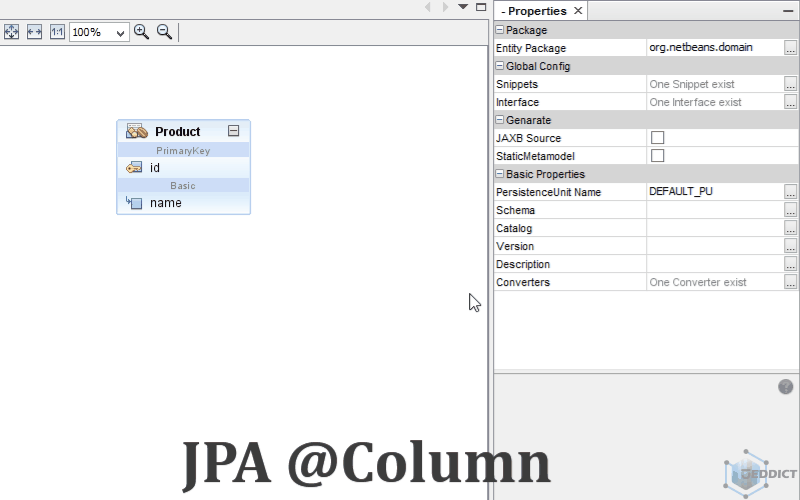 - Properties
100%
Package
Entity Package org.netbeans.domain ...
Global Config
Snippets One Snippet exist ...
Interface One Interface exist ...
Genarate
JAXB Source
StaticMetamodel
Basic Properties
PersistenceUnit Name DEFAULT_PU ...
Schema ...
Catalog ...
Version ...
Description ...
Converters One Converter exist ...
1:1
Product
PrimaryKey
id
Basic
name
?
JPA @Column
JEDDICT